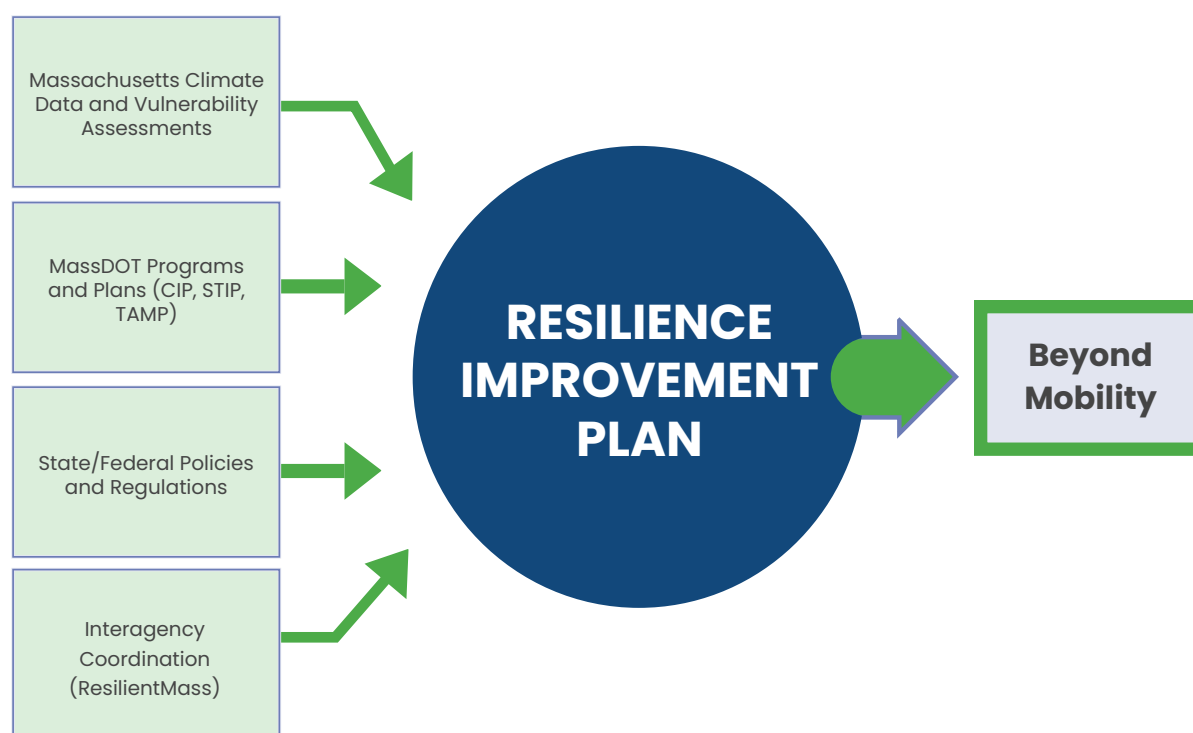 Massachusetts Climate
Data and Vulnerability
Assessments
MassDOT Programs
and Plans (CIP, STIP,
TAMP)
State/Federal Policies
and Regulations
Interagency
Coordination
(ResilientMass)
RESILIENCE
IMPROVEMENT
PLAN
Beyond
Mobility